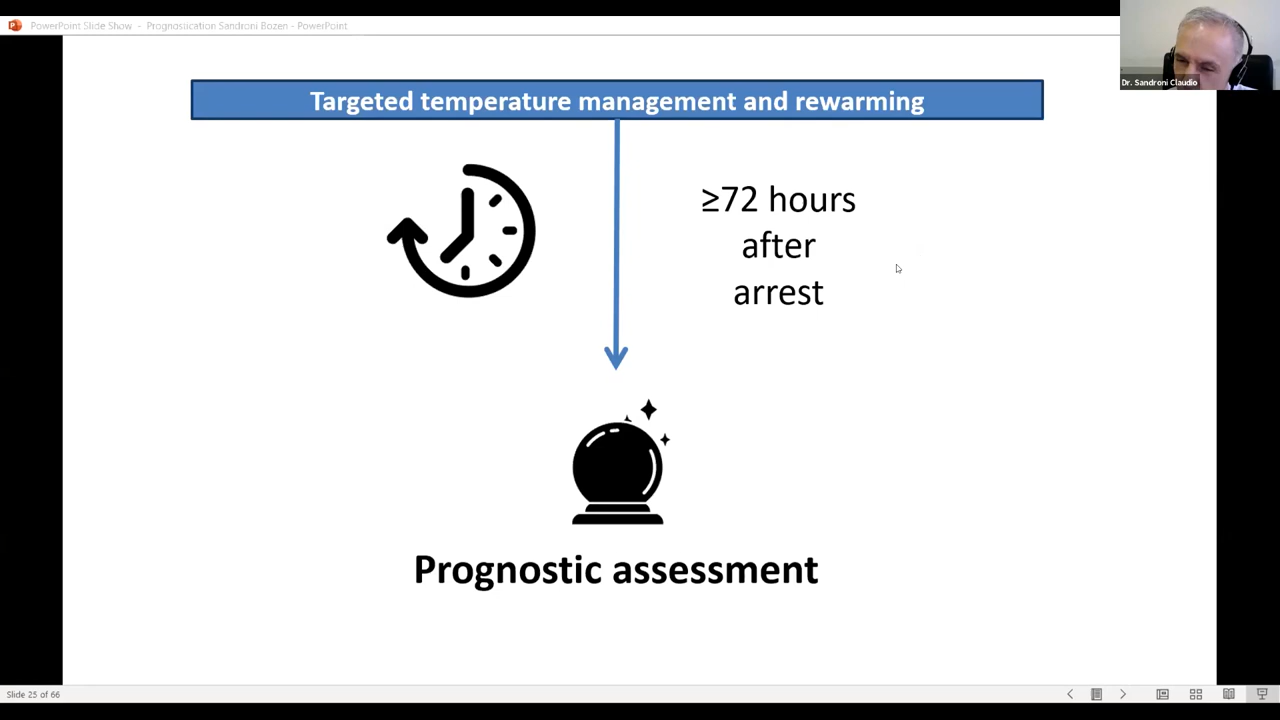 PowerPoint Slide Show - Prognostication Sandroni Bozen - PowerPoint
Dr. Sandroni Claudio
Targeted temperature management and rewarming
≥72 hours
after
arrest
Prognostic assessment
Slide 25 of 66